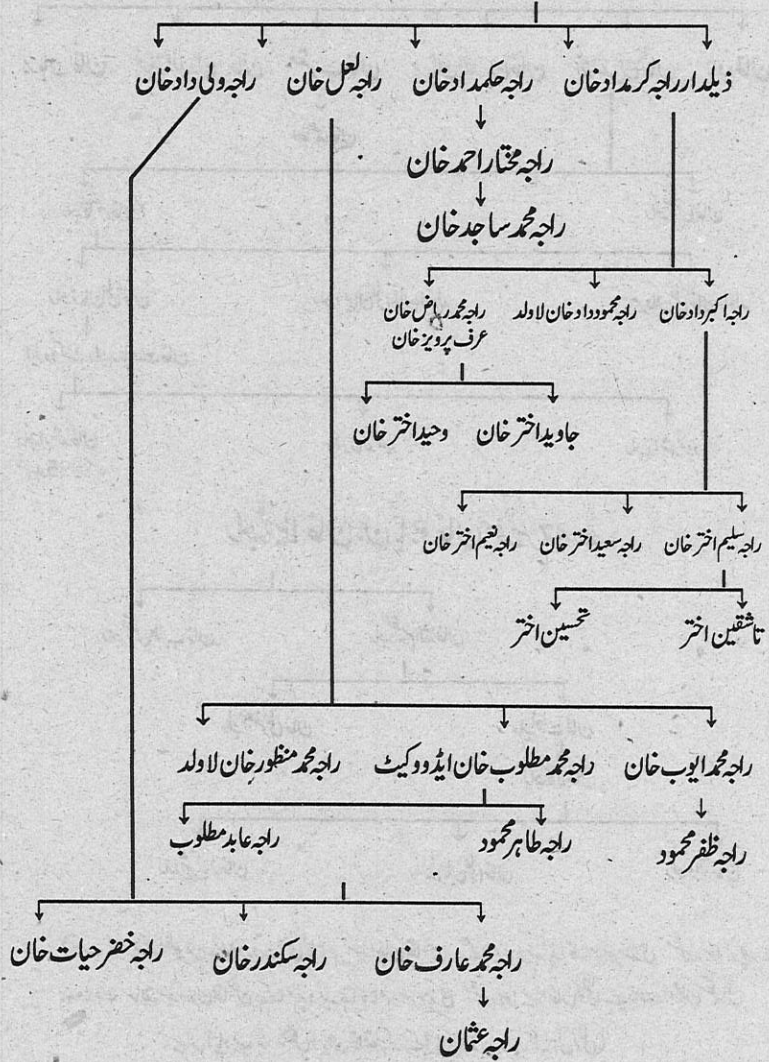 ذیلدار راجہ کرمداد خان راجہ حکمداد خان راجہ لعل خان راجہ ولی داد خان
راجہ مختار احمد خان
راجہ محمد ساجد خان
راجہ اکبر داد خان راجہ محمود داد خان لاولد راجہ محمد ریاض خان
عرف پرویز خان
جاوید اختر خان وحید اختر خان
راجہ سلیم اختر خان راجہ سعید اختر خان راجہ نعیم اختر خان
تاشقین اختر تحسین اختر
راجہ محمد ایوب خان راجہ محمد مطلوب خان ایڈووکیٹ راجہ محمد منظور خان لاولد
راجہ ظفر محمود راجہ طاہر محمود راجہ عابد مطلوب
راجہ محمد عارف خان راجہ سکندر خان راجہ خضر حیات خان
راجہ عثمان